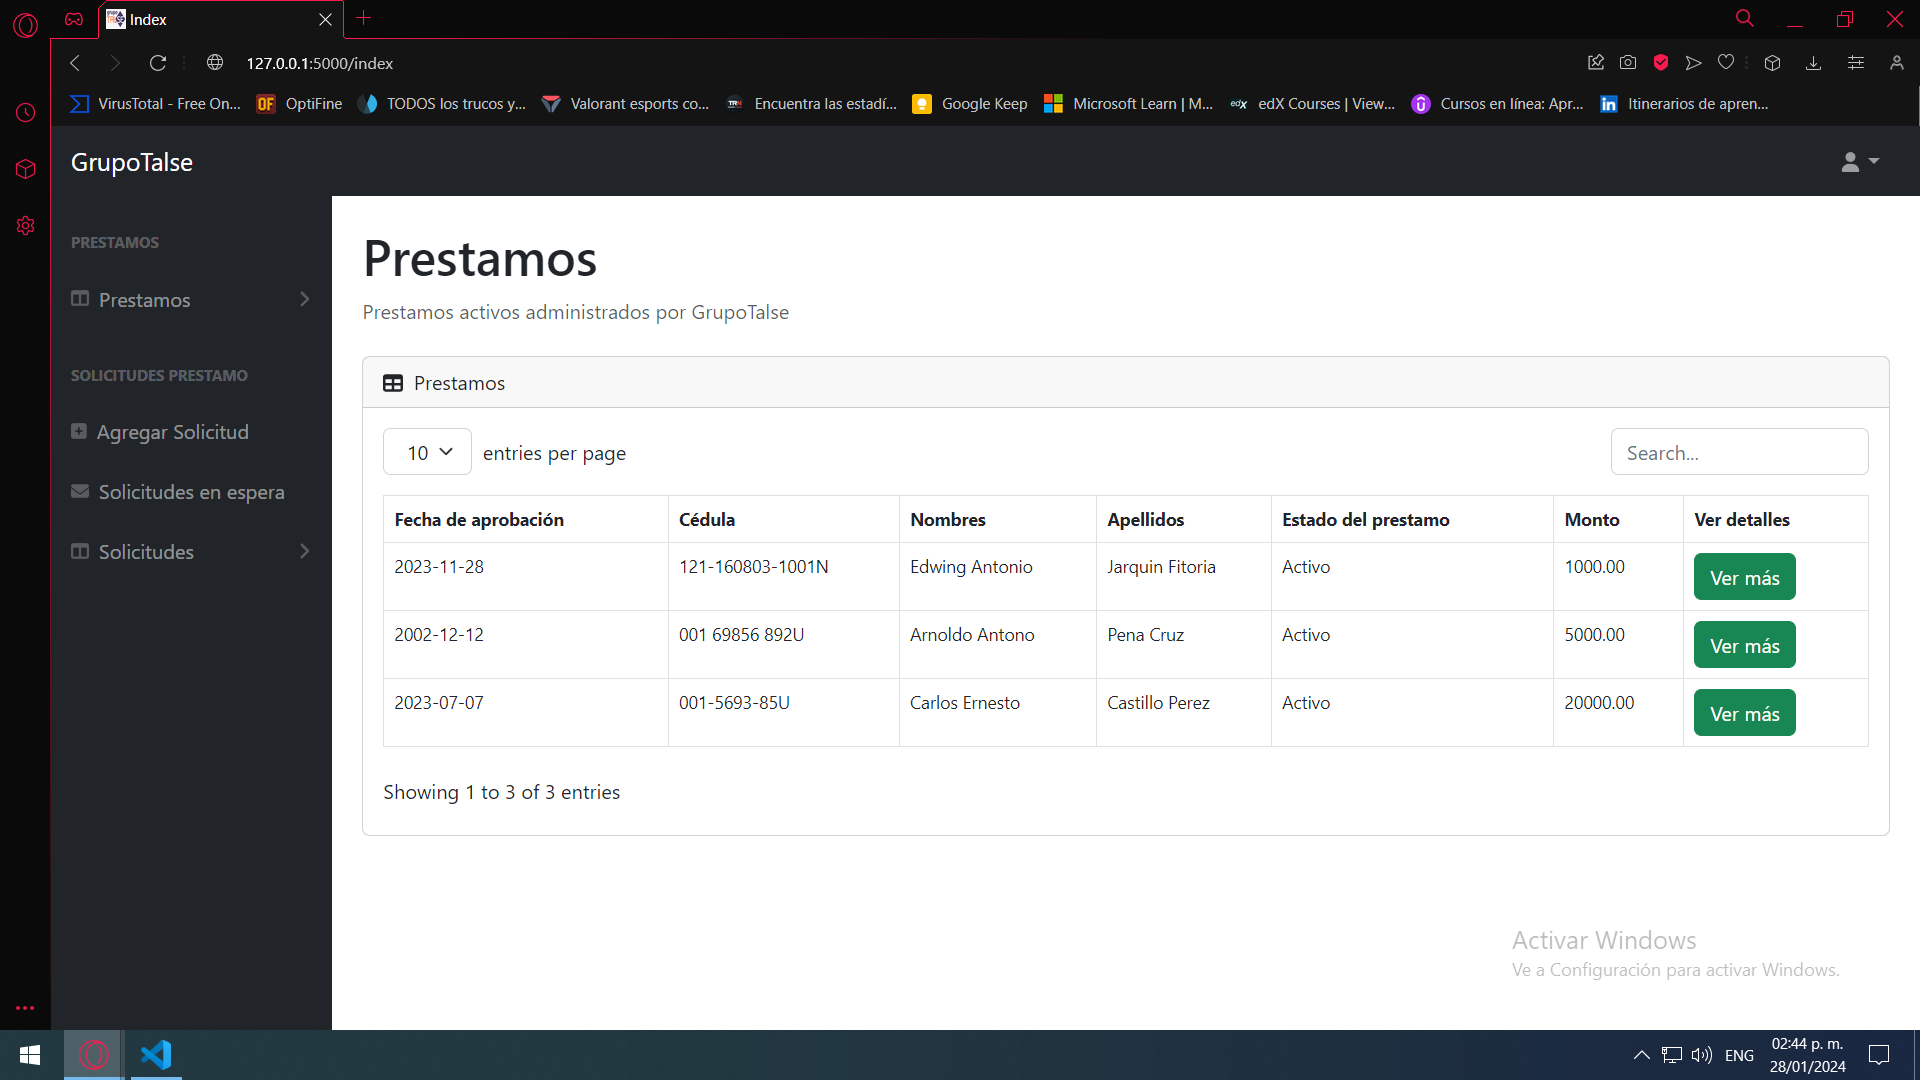 Index
127.0.0.1:5000/index
VirusTotal - Free On...
OptiFine
TODOS los trucos y...
Valorant esports co...
Encuentra las estadí...
Google Keep
Microsoft Learn | M...
edX Courses | View...
Cursos en línea: Apr...
Itinerarios de apren...
GrupoTalse
PRESTAMOS
Prestamos
SOLICITUDES PRESTAMO
Agregar Solicitud
Solicitudes en espera
Solicitudes
Prestamos
Prestamos activos administrados por GrupoTalse
Prestamos
10 entries per page
Search...
Fecha de aprobación Cédula Nombres Apellidos Estado del prestamo Monto Ver detalles
2023-11-28 121-160803-1001N Edwing Antonio Jarquin Fitoria Activo 1000.00 Ver más
2002-12-12 001 69856 892U Arnoldo Antono Pena Cruz Activo 5000.00 Ver más
2023-07-07 001-5693-85U Carlos Ernesto Castillo Perez Activo 20000.00 Ver más
Showing 1 to 3 of 3 entries
Activar Windows
Ve a Configuración para activar Windows.
ENG
02:44 p. m.
28/01/2024